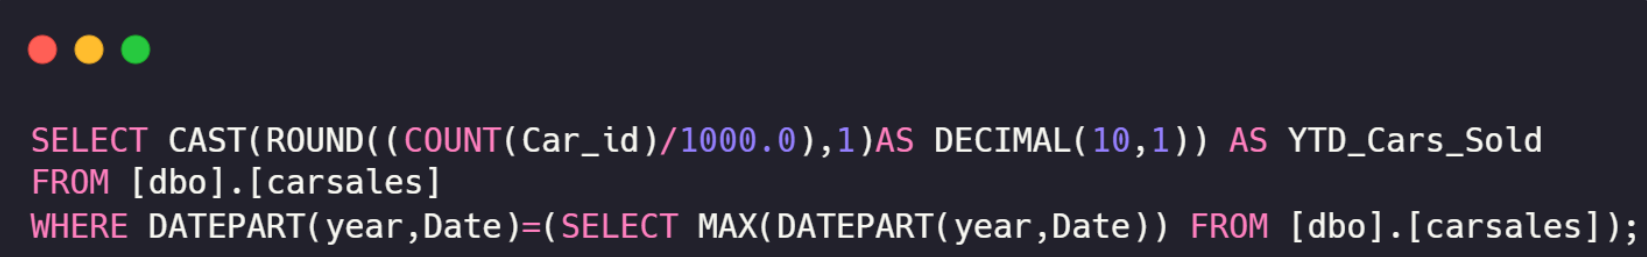 SELECT CAST(ROUND((COUNT(Car_id)/1000.0),1)AS DECIMAL(10,1)) AS YTD_Cars_Sold
FROM [dbo].[carsales]
WHERE DATEPART(year,Date)=(SELECT MAX(DATEPART(year,Date)) FROM [dbo].[carsales]);